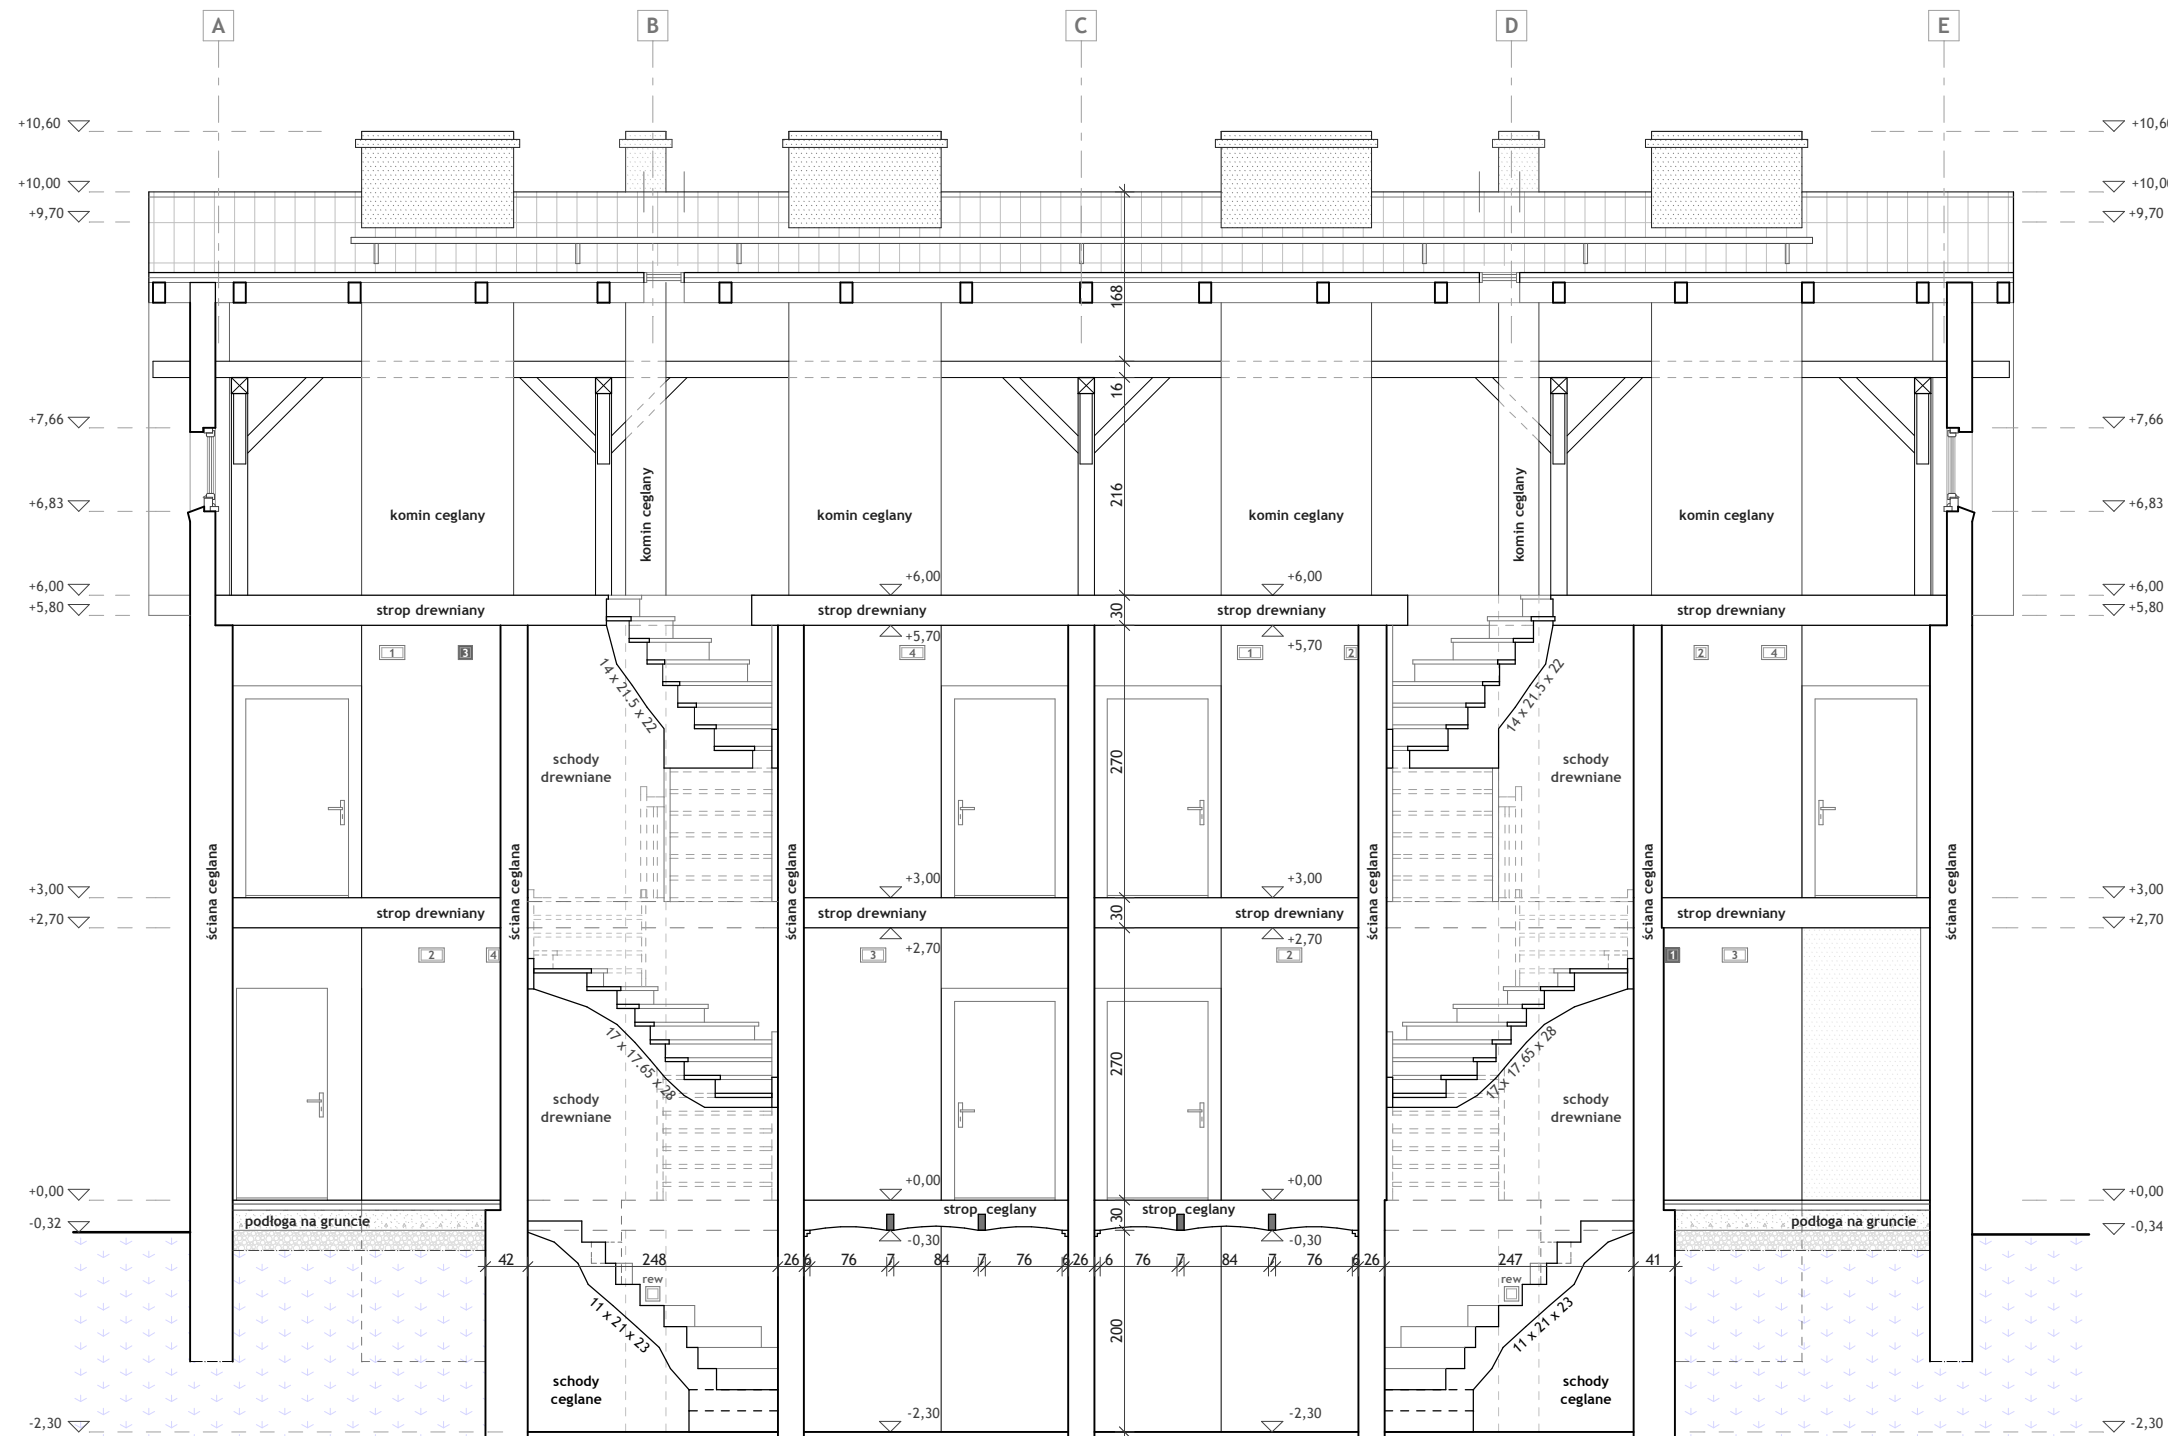 A B C D E
+10,60 +10,60
+10,00 +10,00
+9,70 +9,70
168
16
+7,66 +7,66
+6,83 +6,83
216
komin ceglany komin ceglany komin ceglany komin ceglany komin ceglany komin ceglany
+6,00 +6,00 +6,00 +6,00
+5,80 +5,80
strop drewniany strop drewniany 30 strop drewniany strop drewniany
+5,70 +5,70
1 3 4 1 2 2 4
14 x 21.5 x 22 14 x 21.5 x 22
schody
drewniane
270
schody
drewniane
ściana ceglana ściana ceglana ściana ceglana ściana ceglana ściana ceglana ściana ceglana
+3,00 +3,00 +3,00 +3,00
+2,70 strop drewniany strop drewniany 30 strop drewniany strop drewniany +2,70
+2,70 +2,70
2 4 3 2 1 3
17 x 17.65 x 28 17 x 17.65 x 28
270
schody
drewniane
schody
drewniane
+0,00 +0,00 +0,00 +0,00
-0,32 podłoga na gruncie strop ceglany 30 strop ceglany podłoga na gruncie -0,34
-0,30 -0,30
42 248 26 6 76 7 84 7 76 6 26 6 76 7 84 7 76 6 26 247 41
rew rew
11 x 21 x 23 11 x 21 x 23
200
schody
ceglane
schody
ceglane
-2,30 -2,30 -2,30 -2,30